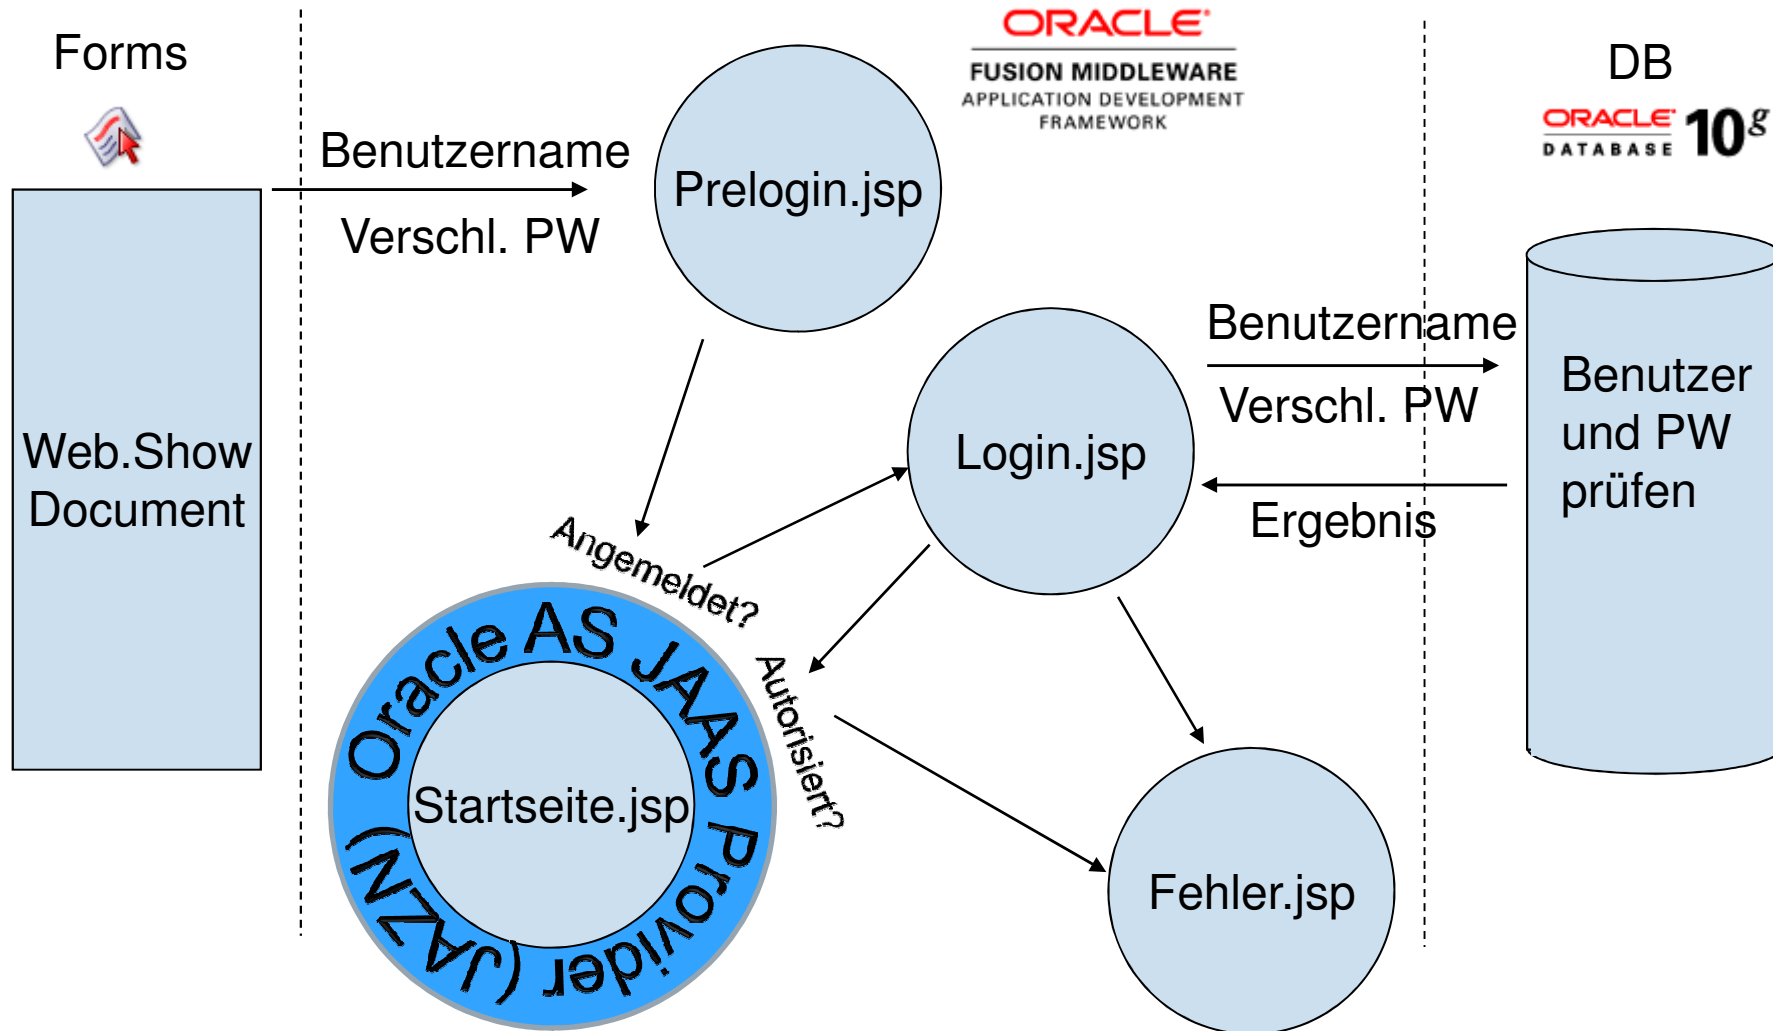 Forms
ORACLE
FUSION MIDDLEWARE
APPLICATION DEVELOPMENT
FRAMEWORK
DB
ORACLE
DATABASE
10g
Benutzername
Verschl. PW
Prelogin.jsp
Web.Show
Document
Login.jsp
Benutzername
Verschl. PW
Ergebnis
Benutzer
und PW
prüfen
Angemeldet?
Autorisiert?
Oracle AS JAAS Provider (JAZN)
Startseite.jsp
Fehler.jsp